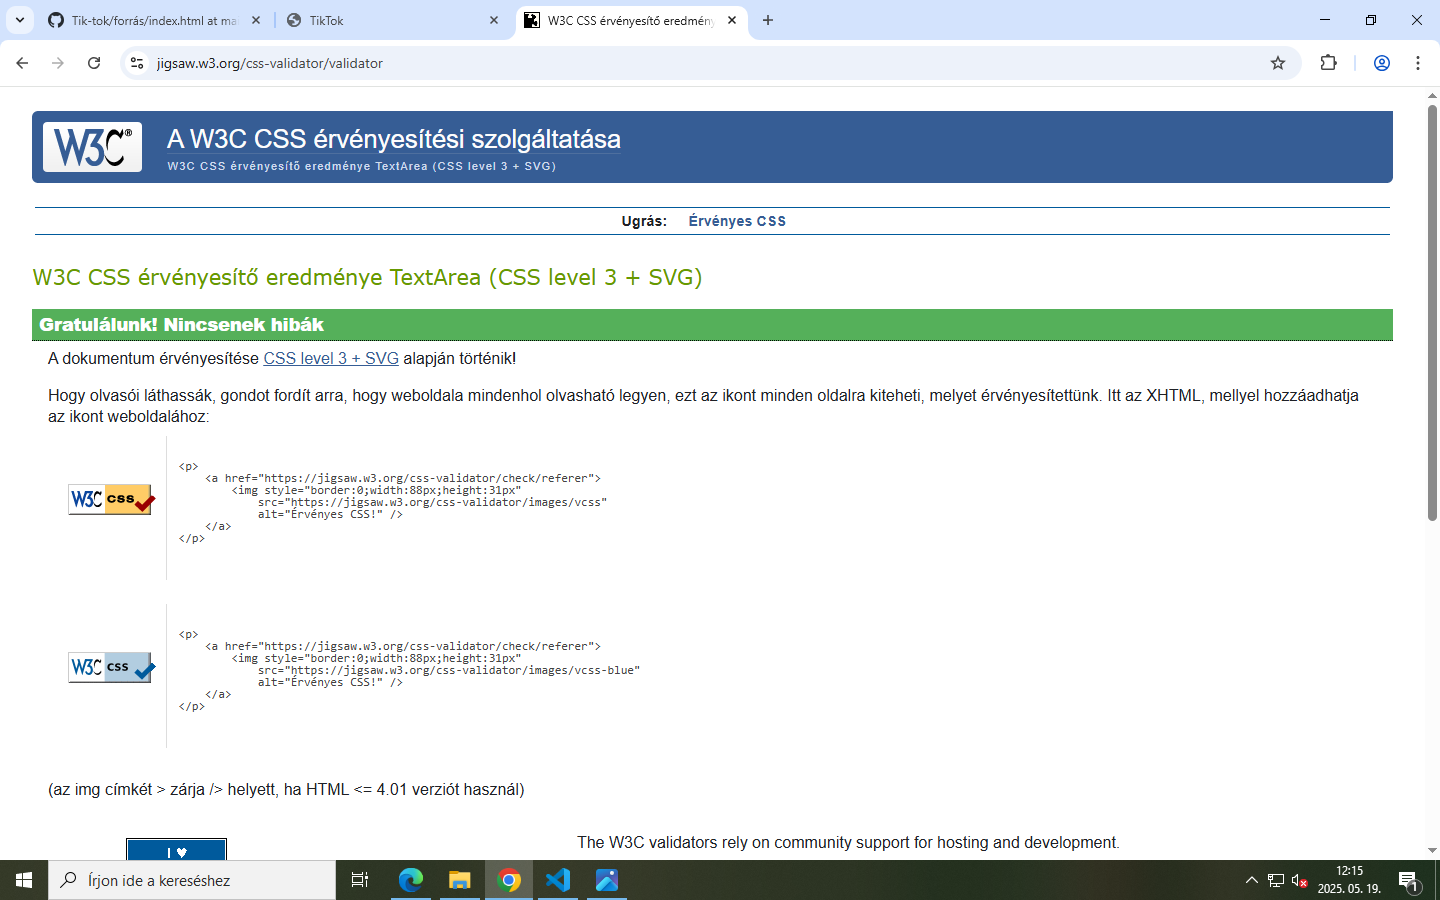 Tik-tok/forrás/index.html at mai
TikTok
W3C CSS érvényesítő eredmény
jigsaw.w3.org/css-validator/validator
W3C®
A W3C CSS érvényesítési szolgáltatása
W3C CSS érvényesítő eredménye TextArea (CSS level 3 + SVG)
Ugrás: Érvényes CSS
W3C CSS érvényesítő eredménye TextArea (CSS level 3 + SVG)
Gratulálunk! Nincsenek hibák
A dokumentum érvényesítése CSS level 3 + SVG alapján történik!
Hogy olvasói láthassák, gondot fordít arra, hogy weboldala mindenhol olvasható legyen, ezt az ikont minden oldalra kiteheti, melyet érvényesítettünk. Itt az XHTML, mellyel hozzáadhatja
az ikont weboldalához:
W3C css
<p>
<a href="https://jigsaw.w3.org/css-validator/check/referer">
<img style="border:0;width:88px;height:31px"
src="https://jigsaw.w3.org/css-validator/images/vcss"
alt="Érvényes CSS!" />
</a>
</p>
W3C css
<p>
<a href="https://jigsaw.w3.org/css-validator/check/referer">
<img style="border:0;width:88px;height:31px"
src="https://jigsaw.w3.org/css-validator/images/vcss-blue"
alt="Érvényes CSS!" />
</a>
</p>
(az img címkét > zárja /> helyett, ha HTML <= 4.01 verziót használ)
I ♥
The W3C validators rely on community support for hosting and development.
Írjon ide a kereséshez
12:15
2025. 05. 19.
1